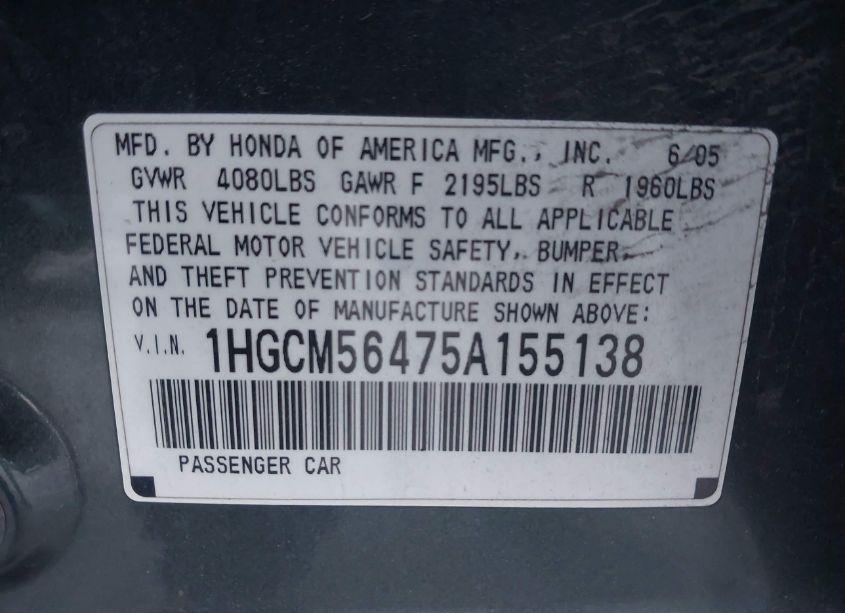 MFD. BY HONDA OF AMERICA MFG., INC. 6/05
GVWR 4080LBS GAWR F 2195LBS R 1960LBS
THIS VEHICLE CONFORMS TO ALL APPLICABLE
FEDERAL MOTOR VEHICLE SAFETY, BUMPER,
AND THEFT PREVENTION STANDARDS IN EFFECT
ON THE DATE OF MANUFACTURE SHOWN ABOVE:
V.I.N. 1HGCM56475A155138
PASSENGER CAR